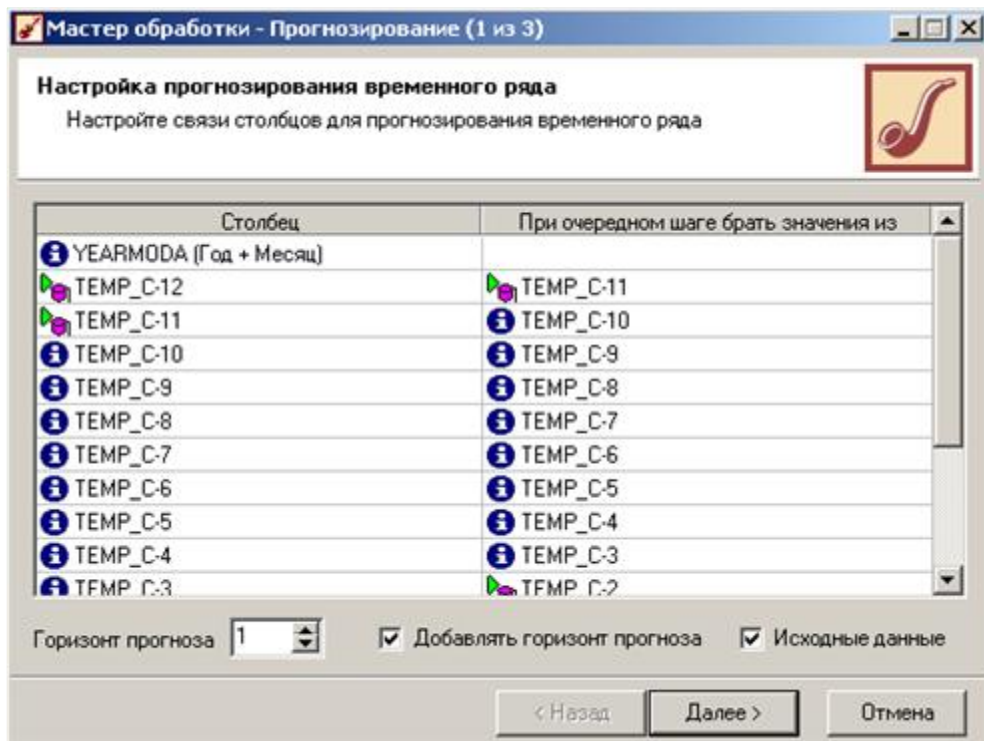 Мастер обработки - Прогнозирование (1 из 3)
Настройка прогнозирования временного ряда
Настройте связи столбцов для прогнозирования временного ряда
Столбец При очередном шаге брать значения из
YEARMODA (Год + Месяц)
TEMP_C-12 TEMP_C-11
TEMP_C-11 TEMP_C-10
TEMP_C-10 TEMP_C-9
TEMP_C-9 TEMP_C-8
TEMP_C-8 TEMP_C-7
TEMP_C-7 TEMP_C-6
TEMP_C-6 TEMP_C-5
TEMP_C-5 TEMP_C-4
TEMP_C-4 TEMP_C-3
TEMP_C-3 TEMP_C-2
Горизонт прогноза 1 Добавлять горизонт прогноза Исходные данные
< Назад Далее > Отмена